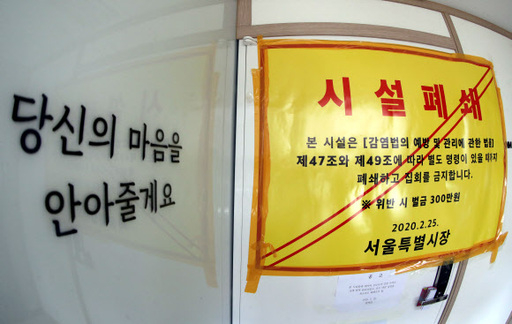 당신의 마음을
안아줄게요
시설폐쇄
본 시설은 [감염법의 예방 및 관리에 관한 법률]
제47조와 제49조에 따라 별도 명령이 있을 때까지
폐쇄하고 집회를 금지합니다.
※ 위반 시 벌금 300만원
2020.2.25.
서울특별시장